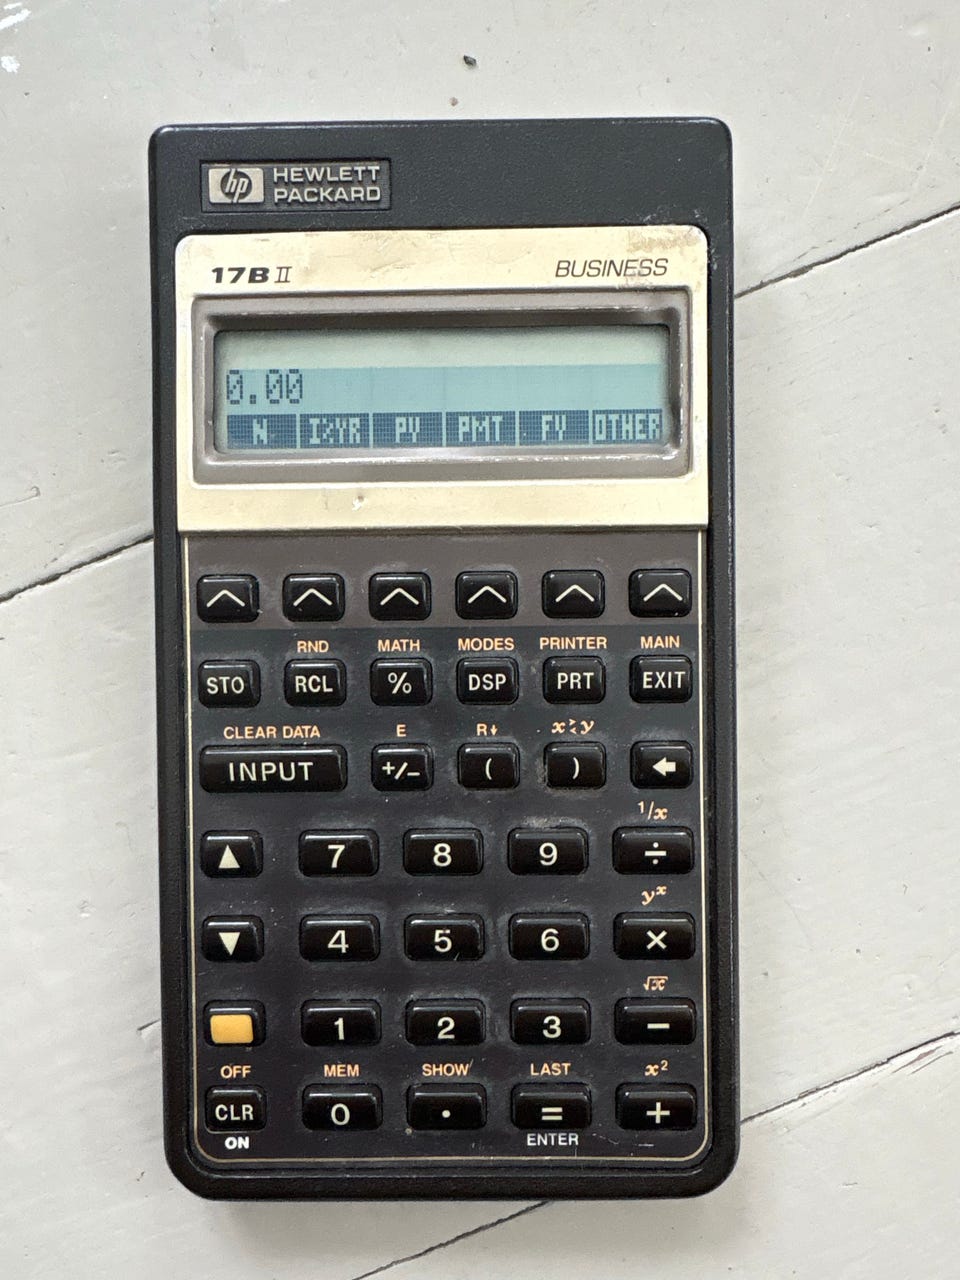 hp HEWLETT
PACKARD
17B II BUSINESS
0.00
N I%YR PV PMT FV OTHER
RND MATH MODES PRINTER MAIN
STO RCL % DSP PRT EXIT
CLEAR DATA E R↓ x≷y
INPUT +/− ( ) ←
1/x
▲ 7 8 9 ÷
yˣ
▼ 4 5 6 ×
√x
1 2 3 −
OFF MEM SHOW LAST x²
CLR 0 . = +
ON ENTER